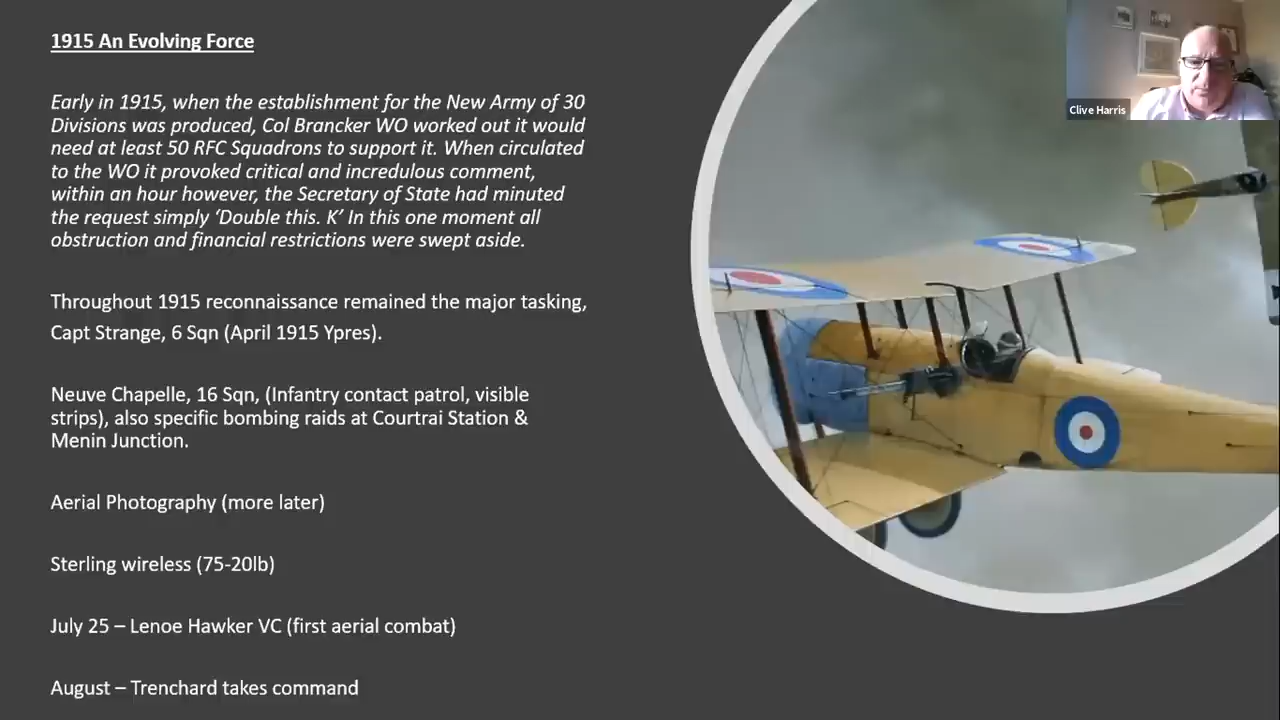 1915 An Evolving Force
Early in 1915, when the establishment for the New Army of 30
Divisions was produced, Col Brancker WO worked out it would
need at least 50 RFC Squadrons to support it. When circulated
to the WO it provoked critical and incredulous comment,
within an hour however, the Secretary of State had minuted
the request simply ‘Double this. K’ In this one moment all
obstruction and financial restrictions were swept aside.
Throughout 1915 reconnaissance remained the major tasking,
Capt Strange, 6 Sqn (April 1915 Ypres).
Neuve Chapelle, 16 Sqn, (Infantry contact patrol, visible
strips), also specific bombing raids at Courtrai Station &
Menin Junction.
Aerial Photography (more later)
Sterling wireless (75-20lb)
July 25 – Lenoe Hawker VC (first aerial combat)
August – Trenchard takes command
Clive Harris